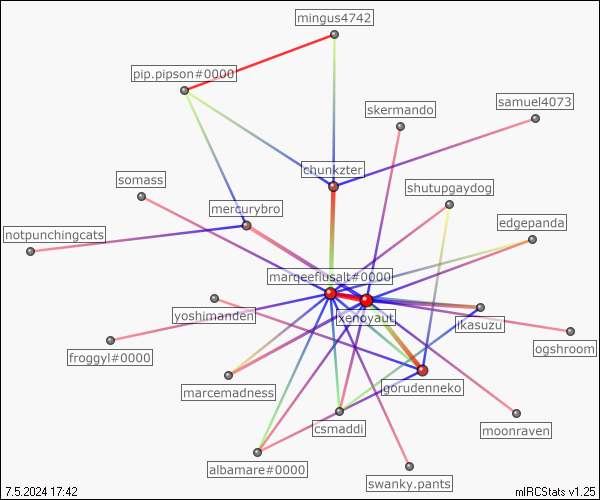 mingus4742
pip.pipson#0000
samuel4073
skermando
chunkzter
somass
shutupgaydog
mercurybro
edgepanda
notpunchingcats
marqeefiusalt#0000
yoshimanden
xenoyaut
ikasuzu
froggyl#0000
ogshroom
marcemadness
gorudenneko
csmaddi
moonraven
albamare#0000
swanky.pants
7.5.2024 17:42
mIRCStats v1.25